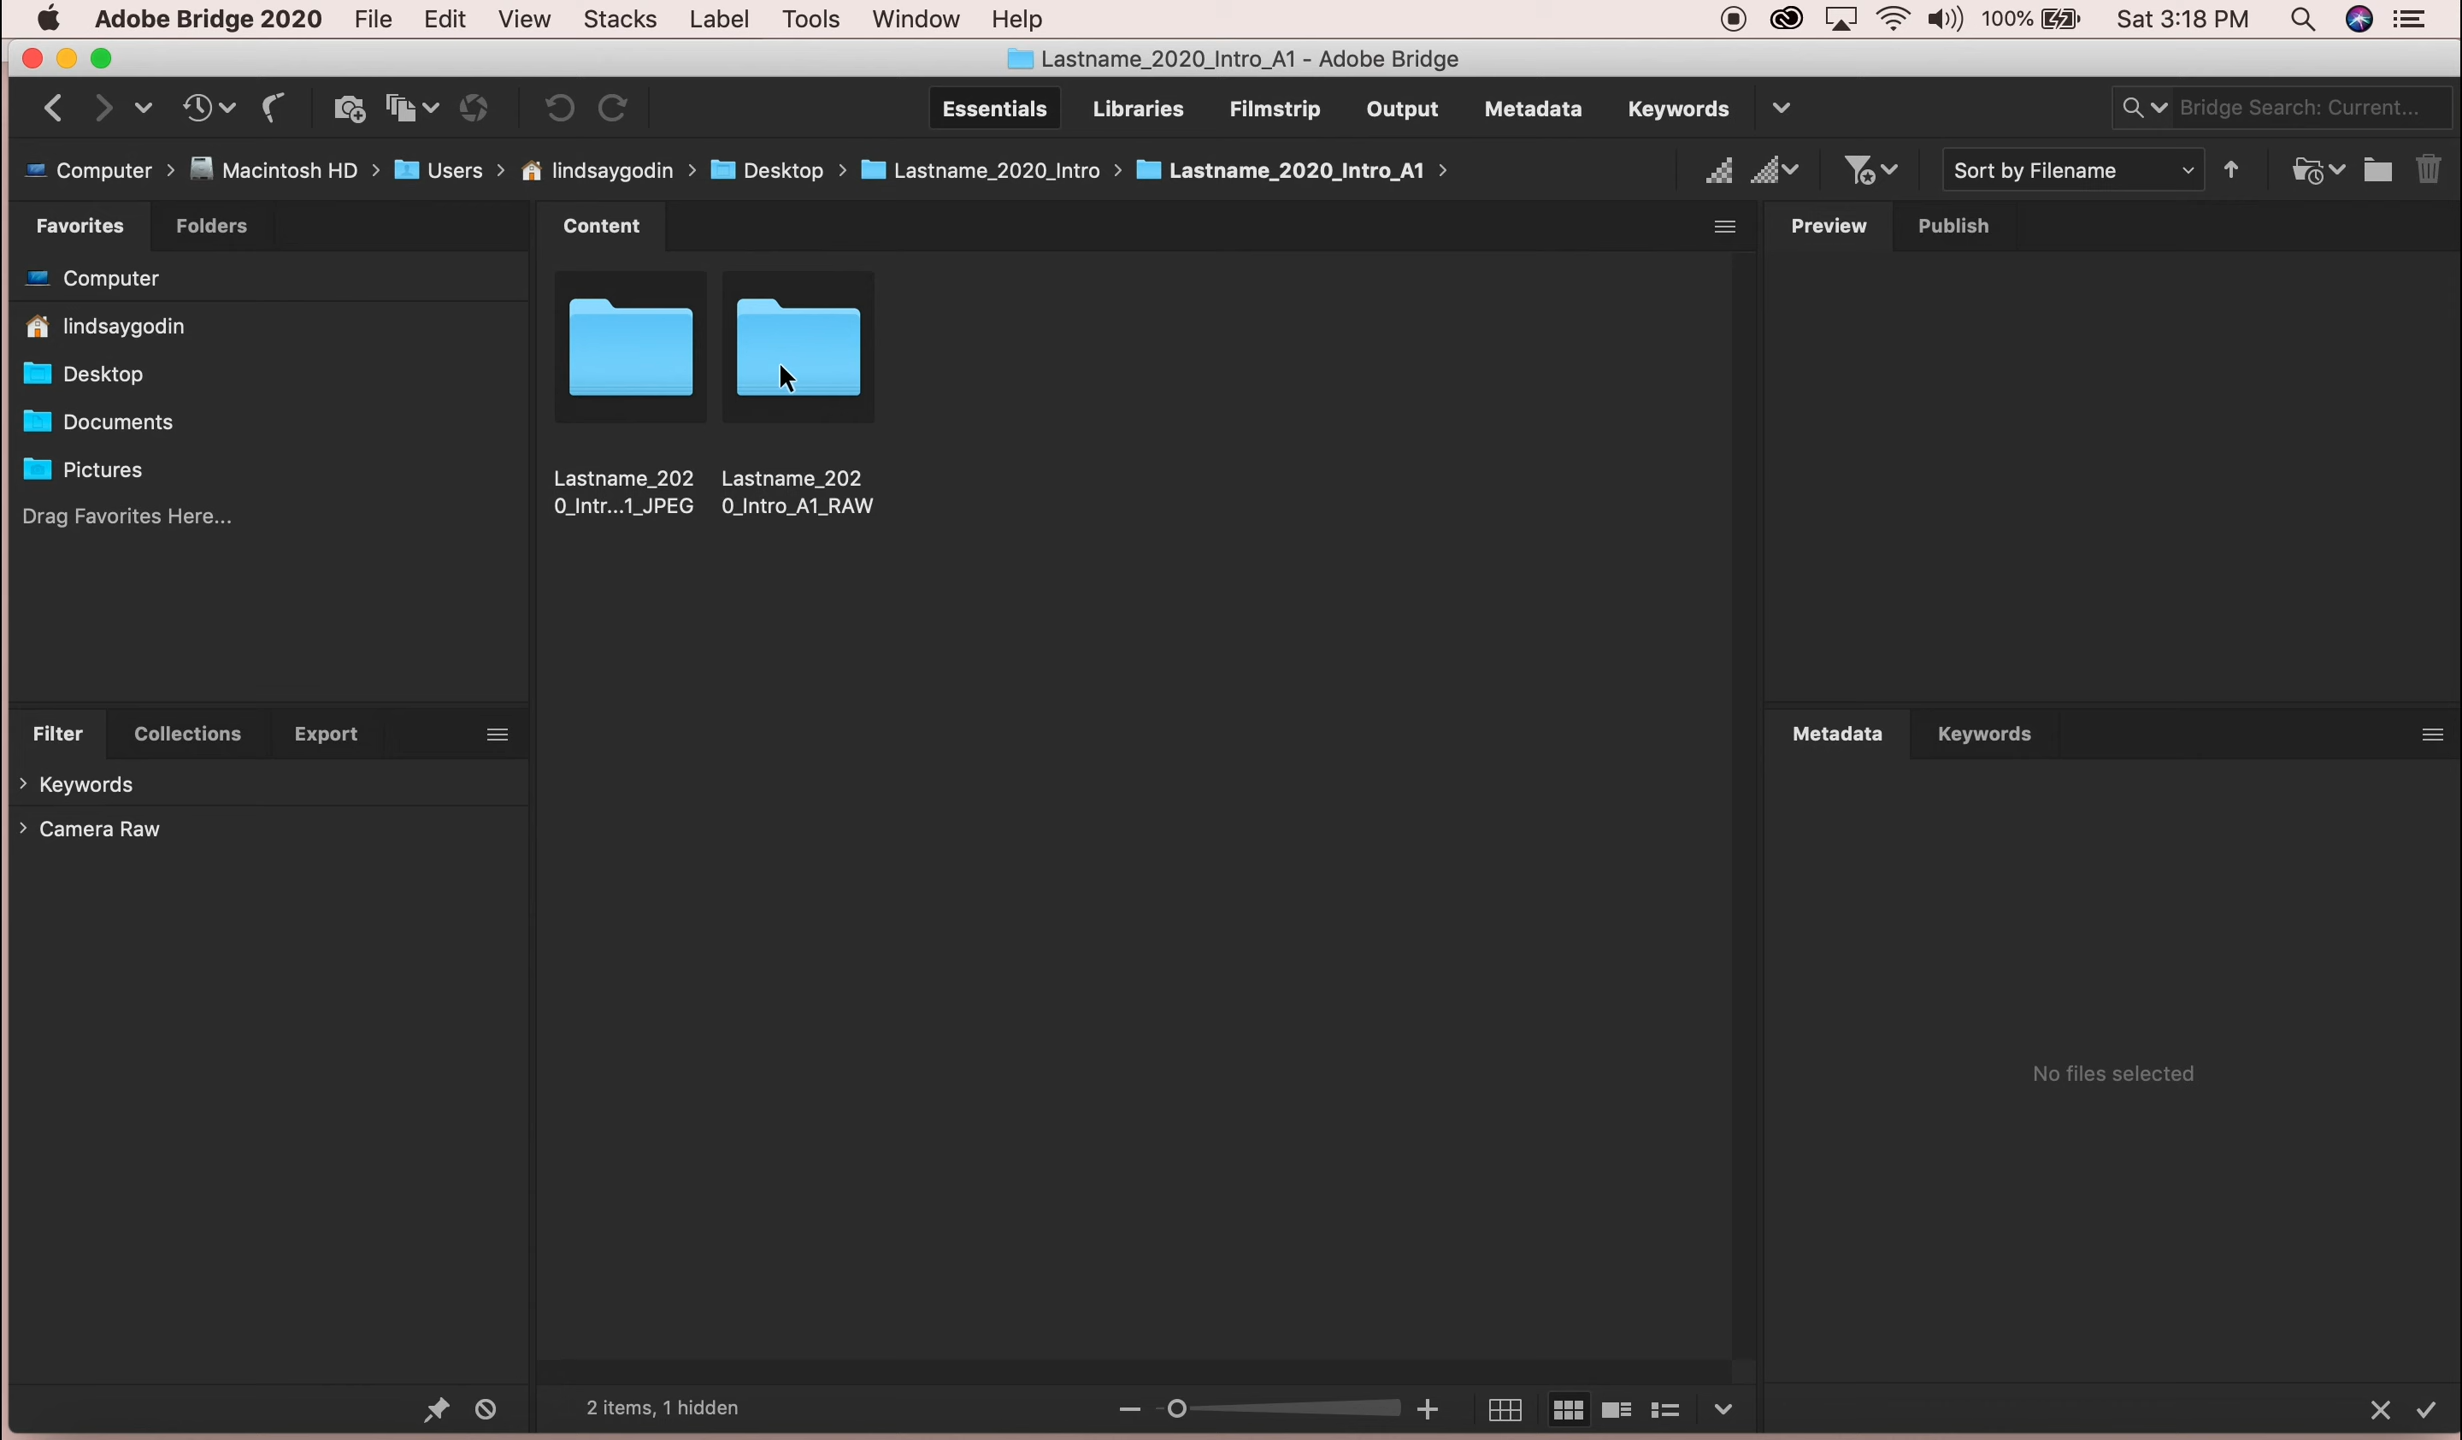 Adobe Bridge 2020 File Edit View Stacks Label Tools Window Help 100% Sat 3:18 PM
Lastname_2020_Intro_A1 - Adobe Bridge
Essentials Libraries Filmstrip Output Metadata Keywords Bridge Search: Current...
Computer Macintosh HD Users lindsaygodin Desktop Lastname_2020_Intro Lastname_2020_Intro_A1 Sort by Filename
Favorites Folders Content Preview Publish
Computer
lindsaygodin
Desktop
Documents
Pictures
Drag Favorites Here...
Lastname_202
0_Intr...1_JPEG
Lastname_202
0_Intro_A1_RAW
Filter Collections Export Metadata Keywords
Keywords
Camera Raw
No files selected
2 items, 1 hidden